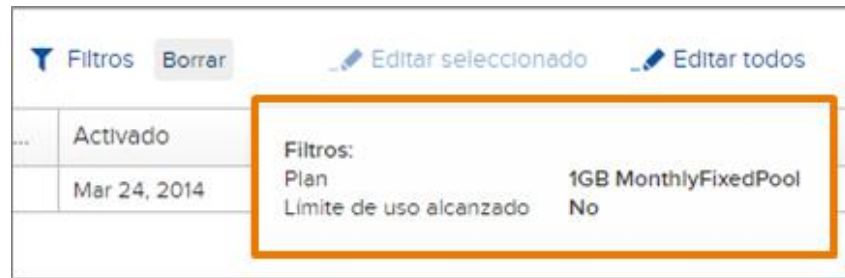 Filtros Borrar Editar seleccionado Editar todos
... Activado
Mar 24, 2014
Filtros:
Plan 1GB MonthlyFixedPool
Límite de uso alcanzado No